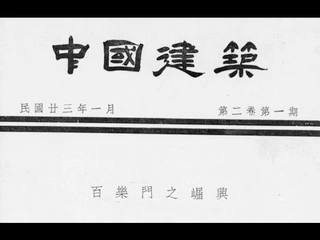 中國建築
民國廿三年一月 第二卷第一期
百樂門之崛興